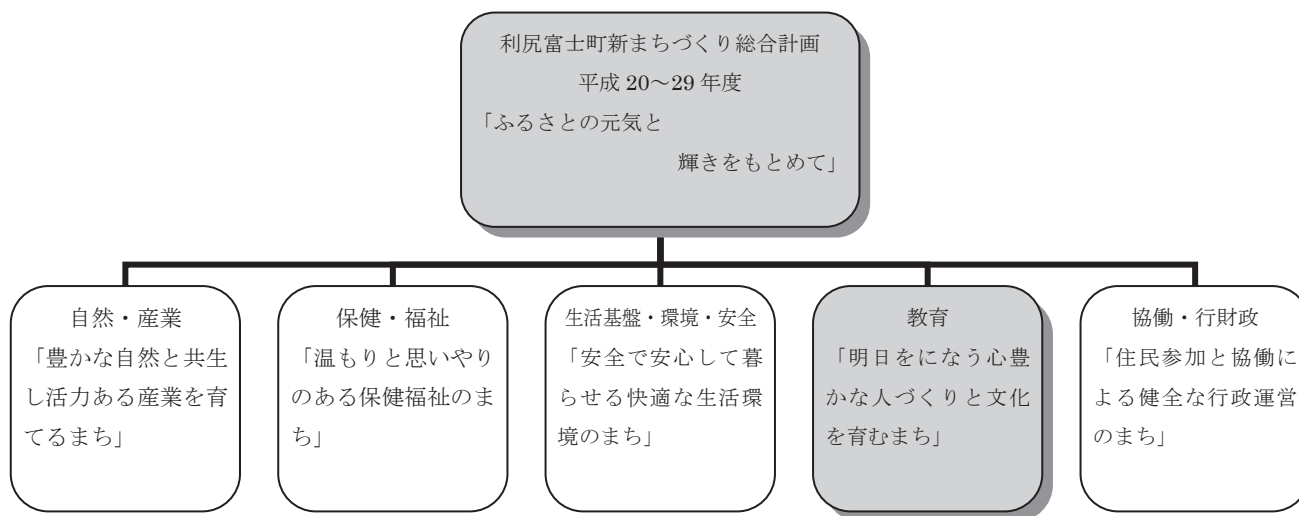 利尻富士町新まちづくり総合計画
平成 20～29 年度
「ふるさとの元気と
輝きをもとめて」
自然・産業
「豊かな自然と共生
し活力ある産業を育
てるまち」
保健・福祉
「温もりと思いやり
のある保健福祉のま
ち」
生活基盤・環境・安全
「安全で安心して暮
らせる快適な生活環
境のまち」
教育
「明日をになう心豊
かな人づくりと文化
を育むまち」
協働・行財政
「住民参加と協働に
よる健全な行政運営
のまち」